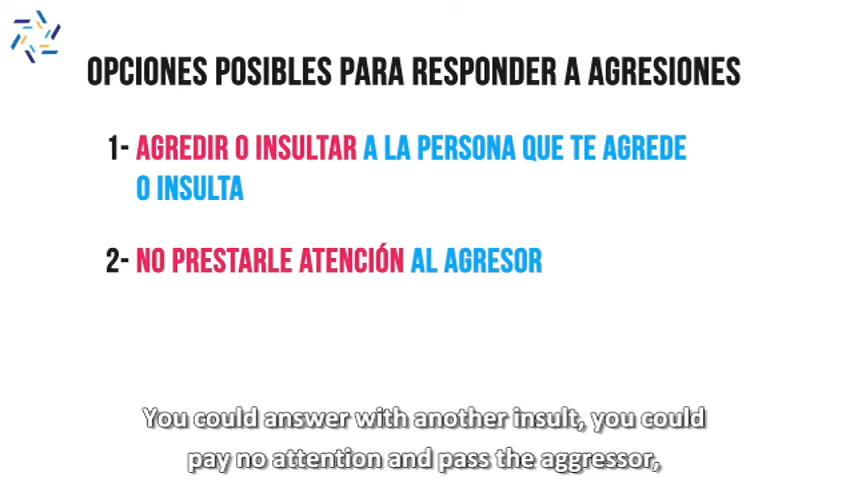 OPCIONES POSIBLES PARA RESPONDER A AGRESIONES
1- AGREDIR O INSULTAR A LA PERSONA QUE TE AGREDE
O INSULTA
2- NO PRESTARLE ATENCIÓN AL AGRESOR
You could answer with another insult, you could
pay no attention and pass the aggressor,